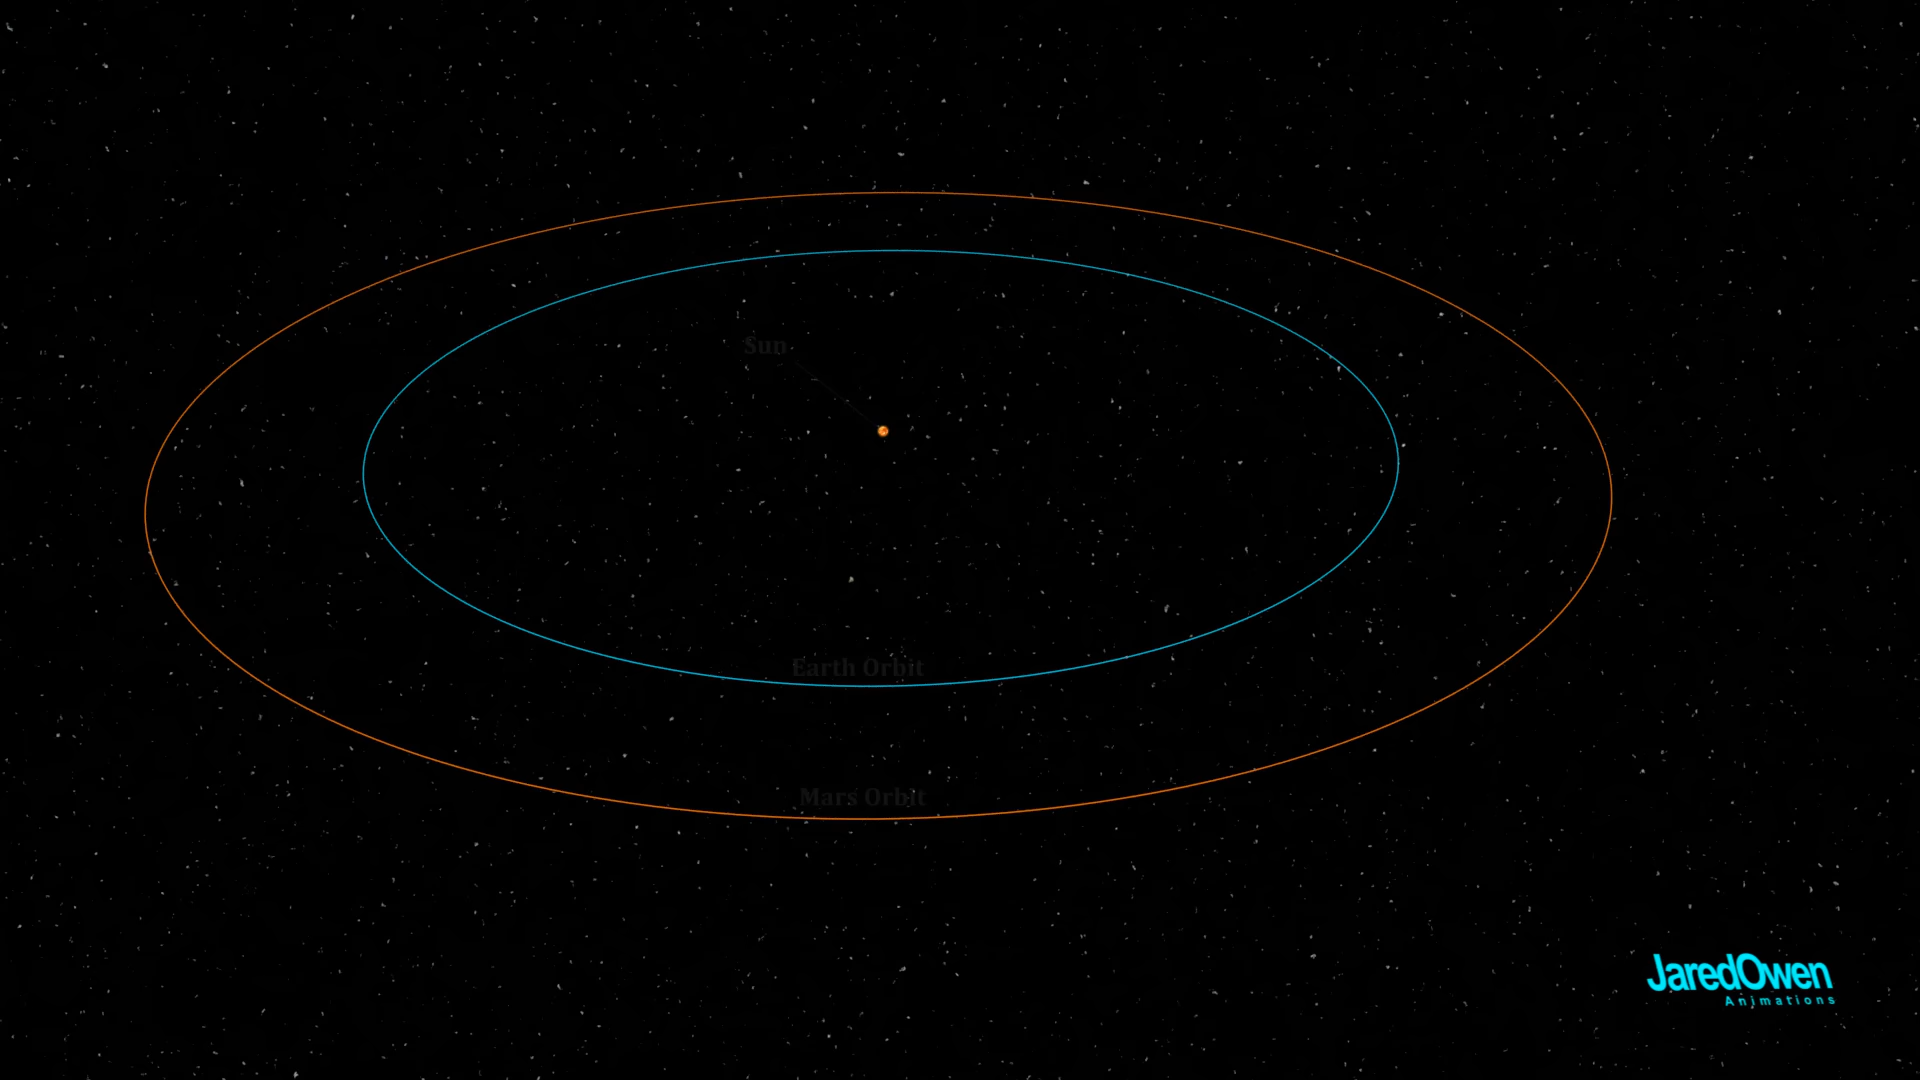 Sun
Earth Orbit
Mars Orbit
JaredOwen
Animations